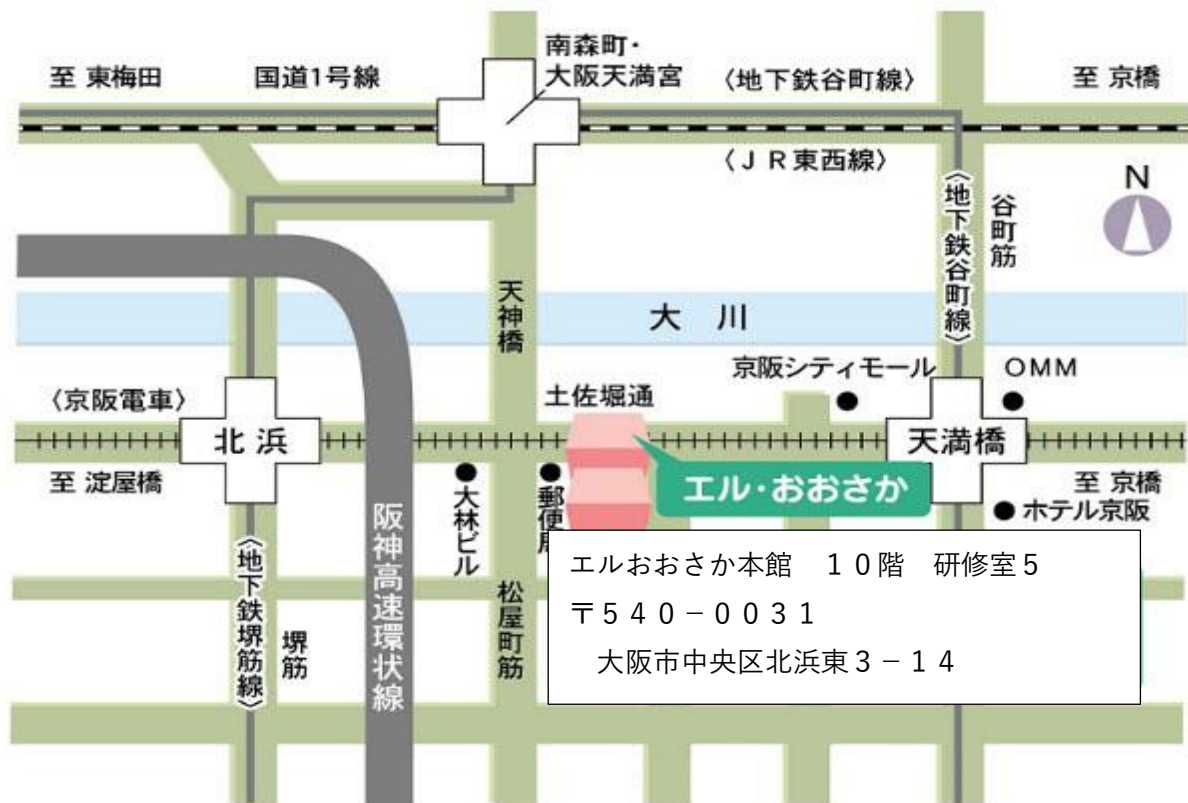 南森町・
大阪天満宮
至 東梅田
国道1号線
〈地下鉄谷町線〉
至 京橋
〈ＪＲ東西線〉
N
〈地下鉄谷町線〉
谷町筋
天神橋
大 川
京阪シティモール
OMM
〈京阪電車〉
土佐堀通
北浜
天満橋
至 淀屋橋
エル・おおさか
至 京橋
ホテル京阪
大林ビル
郵便局
阪神高速環状線
エルおおさか本館　１０階　研修室５
〒５４０－００３１
大阪市中央区北浜東３－１４
〈地下鉄堺筋線〉
堺筋
松屋町筋